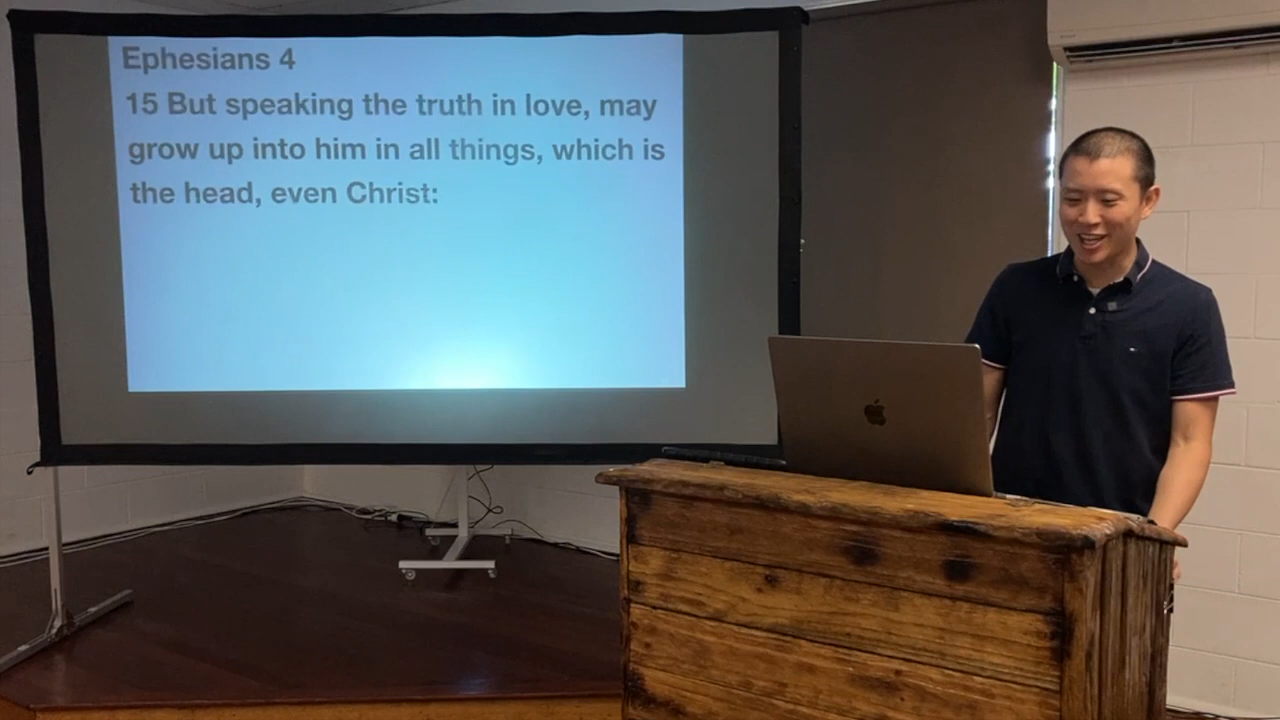 Ephesians 4
15 But speaking the truth in love, may
grow up into him in all things, which is
the head, even Christ: